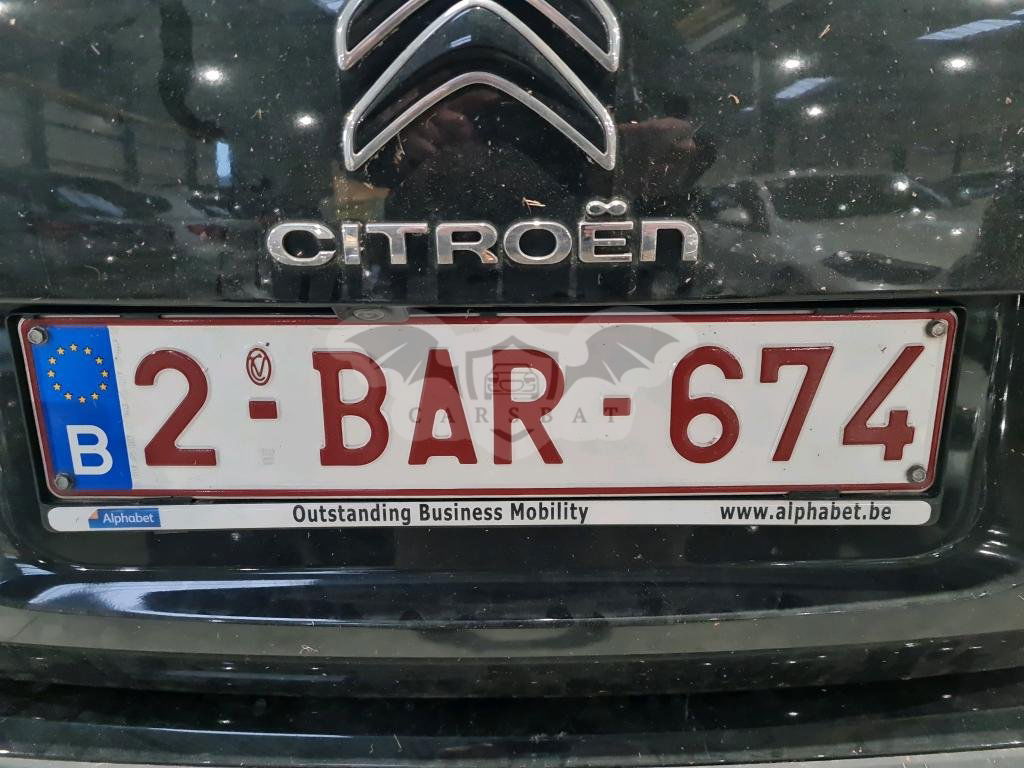 CITROËN
B 2-BAR-674
CARSBAT
Alphabet Outstanding Business Mobility www.alphabet.be